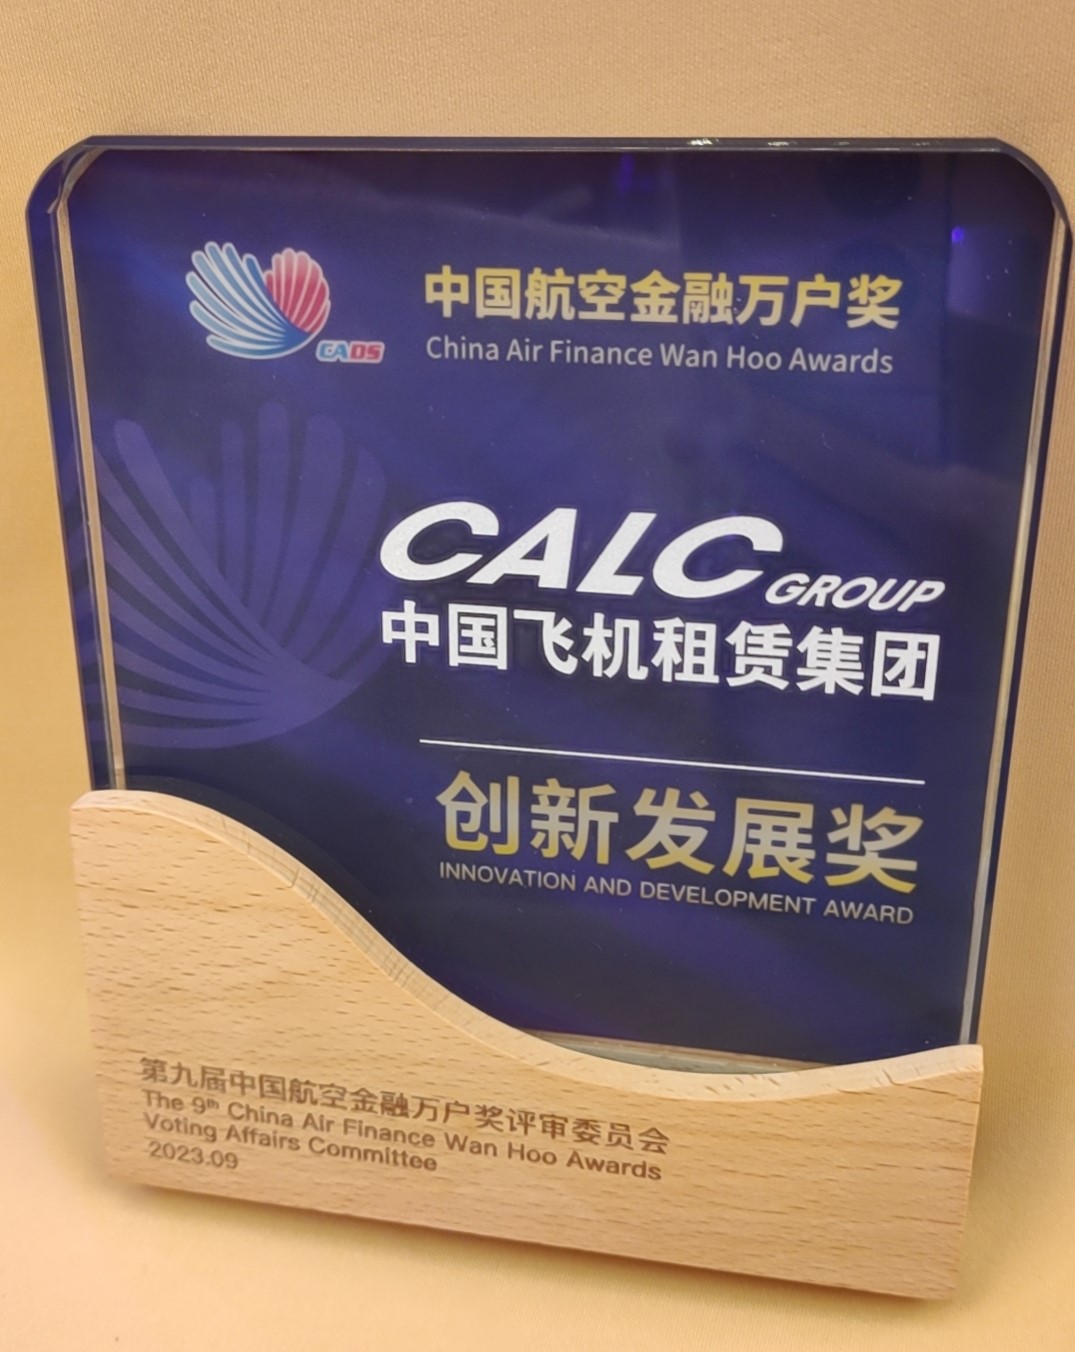 中国航空金融万户奖
China Air Finance Wan Hoo Awards
CADS
CALC GROUP
中国飞机租赁集团
创新发展奖
INNOVATION AND DEVELOPMENT AWARD
第九届中国航空金融万户奖评审委员会
The 9th China Air Finance Wan Hoo Awards
Voting Affairs Committee
2023.09